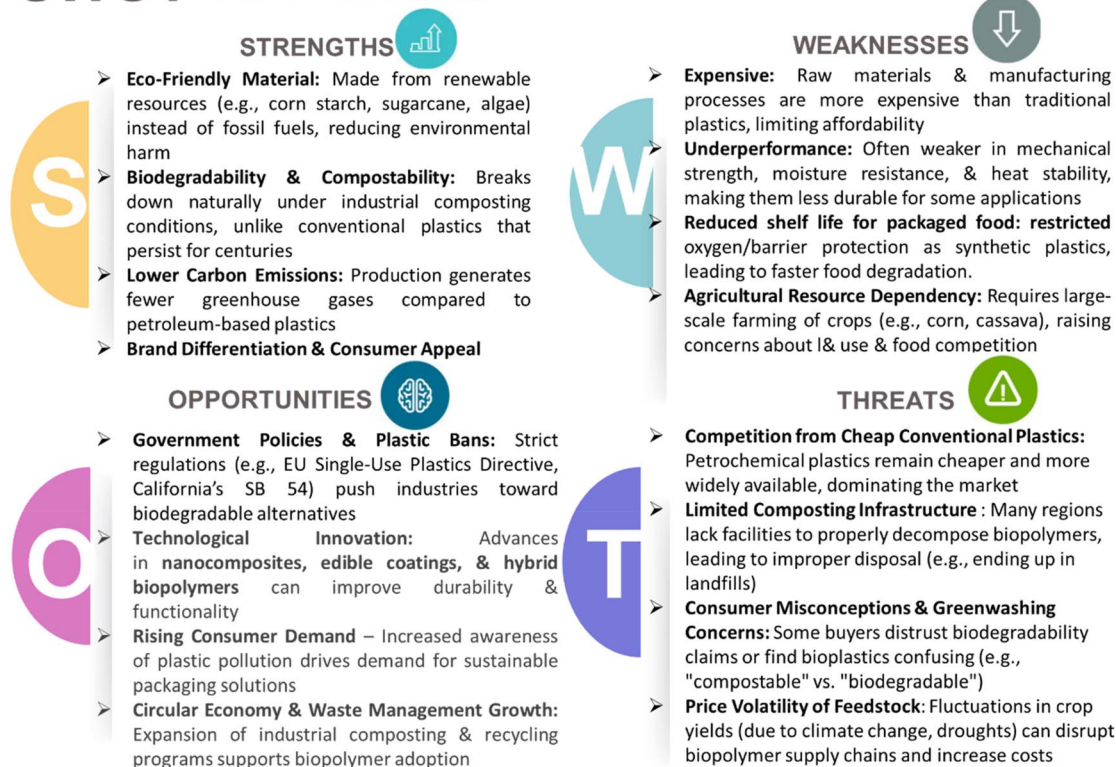 STRENGTHS
S
➢ Eco-Friendly Material: Made from renewable
resources (e.g., corn starch, sugarcane, algae)
instead of fossil fuels, reducing environmental
harm
➢ Biodegradability & Compostability: Breaks
down naturally under industrial composting
conditions, unlike conventional plastics that
persist for centuries
➢ Lower Carbon Emissions: Production generates
fewer greenhouse gases compared to
petroleum-based plastics
➢ Brand Differentiation & Consumer Appeal
WEAKNESSES
W
➢ Expensive: Raw materials & manufacturing
processes are more expensive than traditional
plastics, limiting affordability
➢ Underperformance: Often weaker in mechanical
strength, moisture resistance, & heat stability,
making them less durable for some applications
➢ Reduced shelf life for packaged food: restricted
oxygen/barrier protection as synthetic plastics,
leading to faster food degradation.
➢ Agricultural Resource Dependency: Requires large-
scale farming of crops (e.g., corn, cassava), raising
concerns about l& use & food competition
OPPORTUNITIES
O
➢ Government Policies & Plastic Bans: Strict
regulations (e.g., EU Single-Use Plastics Directive,
California's SB 54) push industries toward
biodegradable alternatives
➢ Technological Innovation: Advances
in nanocomposites, edible coatings, & hybrid
biopolymers can improve durability &
functionality
➢ Rising Consumer Demand – Increased awareness
of plastic pollution drives demand for sustainable
packaging solutions
➢ Circular Economy & Waste Management Growth:
Expansion of industrial composting & recycling
programs supports biopolymer adoption
THREATS
T
➢ Competition from Cheap Conventional Plastics:
Petrochemical plastics remain cheaper and more
widely available, dominating the market
➢ Limited Composting Infrastructure : Many regions
lack facilities to properly decompose biopolymers,
leading to improper disposal (e.g., ending up in
landfills)
➢ Consumer Misconceptions & Greenwashing
Concerns: Some buyers distrust biodegradability
claims or find bioplastics confusing (e.g.,
"compostable" vs. "biodegradable")
➢ Price Volatility of Feedstock: Fluctuations in crop
yields (due to climate change, droughts) can disrupt
biopolymer supply chains and increase costs